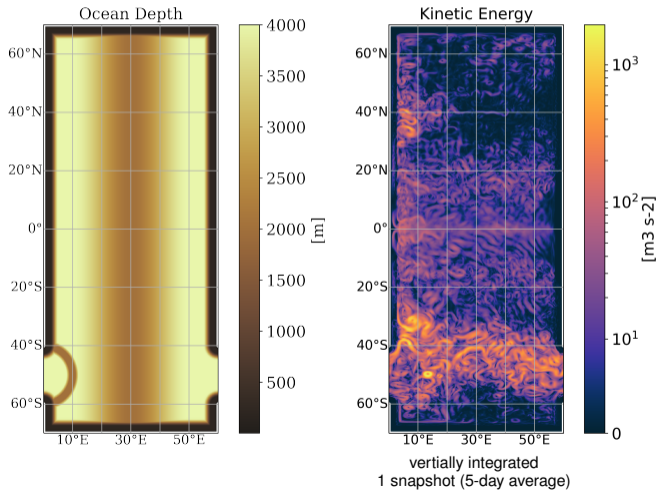 Ocean Depth
60°N
40°N
20°N
0°
20°S
40°S
60°S
10°E
30°E
50°E
4000
3500
3000
2500
2000
1500
1000
500
[m]
Kinetic Energy
60°N
40°N
20°N
0°
20°S
40°S
60°S
10°E
20°E
30°E
40°E
50°E
10³
10²
10¹
0
[m3 s-2]
vertially integrated
1 snapshot (5-day average)